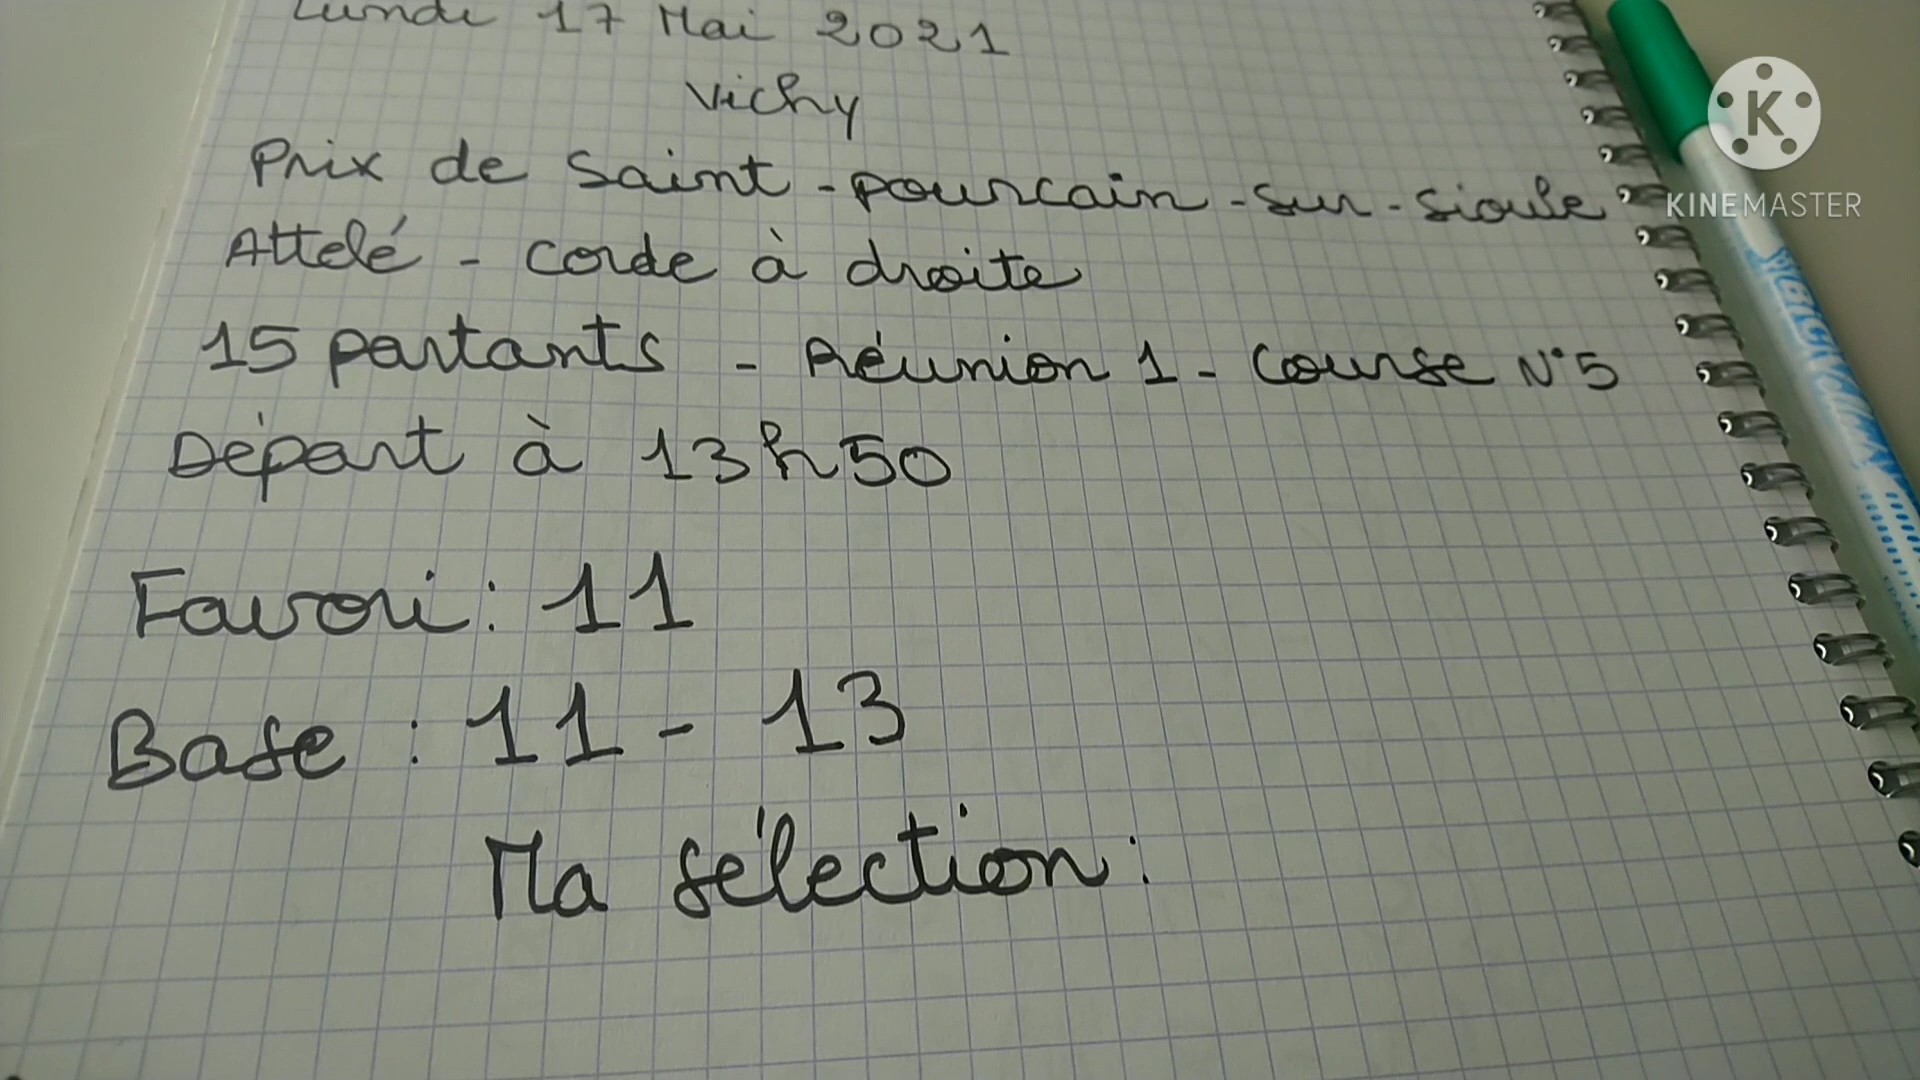 Lundi 17 Mai 2021
Vichy
Prix de Saint-pourcain-sur-sioule
Attelé - corde à droite
15 partants - Réunion 1 - Course N°5
Départ à 13h50
Favori : 11
Base : 11 - 13
Ma sélection :
K
KINEMASTER